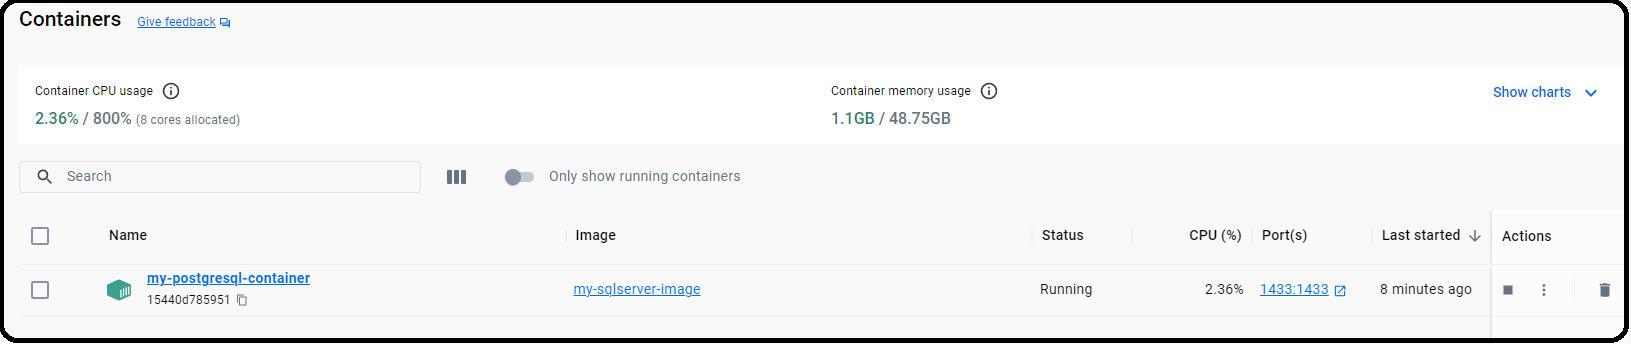 Containers Give feedback
Container CPU usage
2.36% / 800% (8 cores allocated)
Container memory usage
1.1GB / 48.75GB
Show charts
Search
Only show running containers
Name Image Status CPU (%) Port(s) Last started Actions
my-postgresql-container
15440d785951
my-sqlserver-image Running 2.36% 1433:1433 8 minutes ago